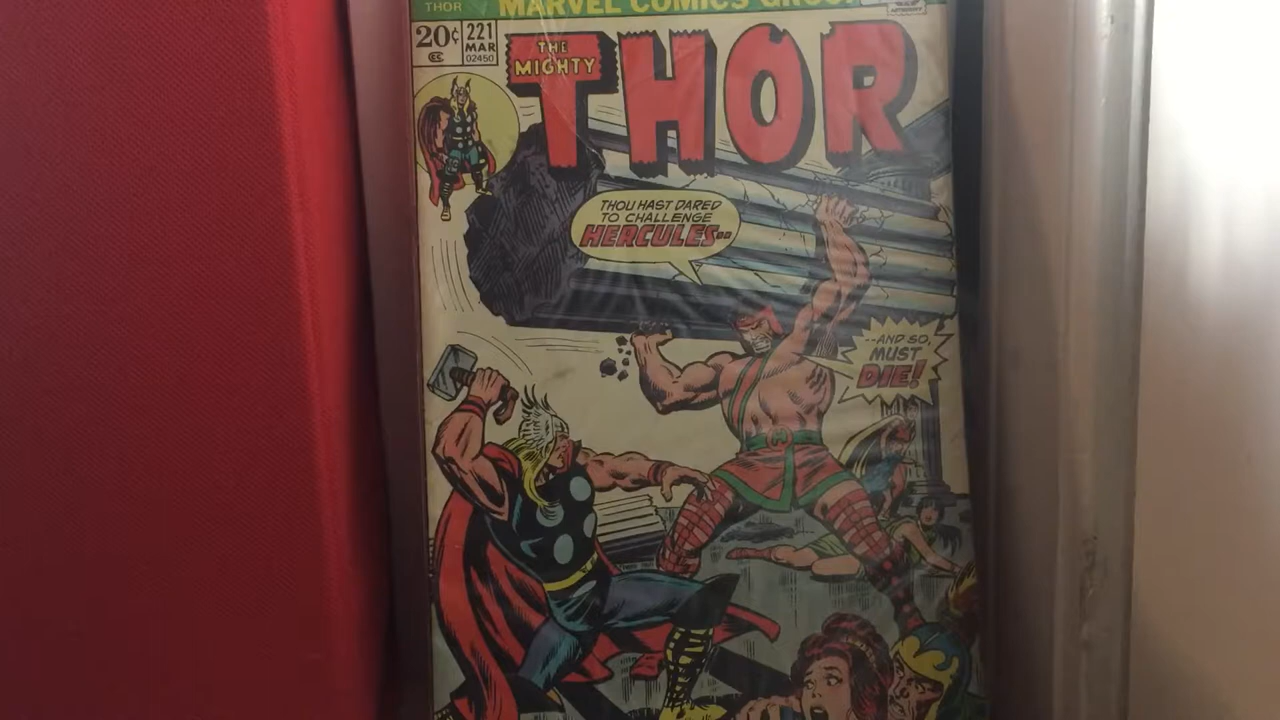 THOR
MARVEL COMICS GROUP
20¢
CC
221
MAR
02450
THE
MIGHTY
THOR
THOU HAST DARED
TO CHALLENGE
HERCULES--
--AND SO,
MUST
DIE!